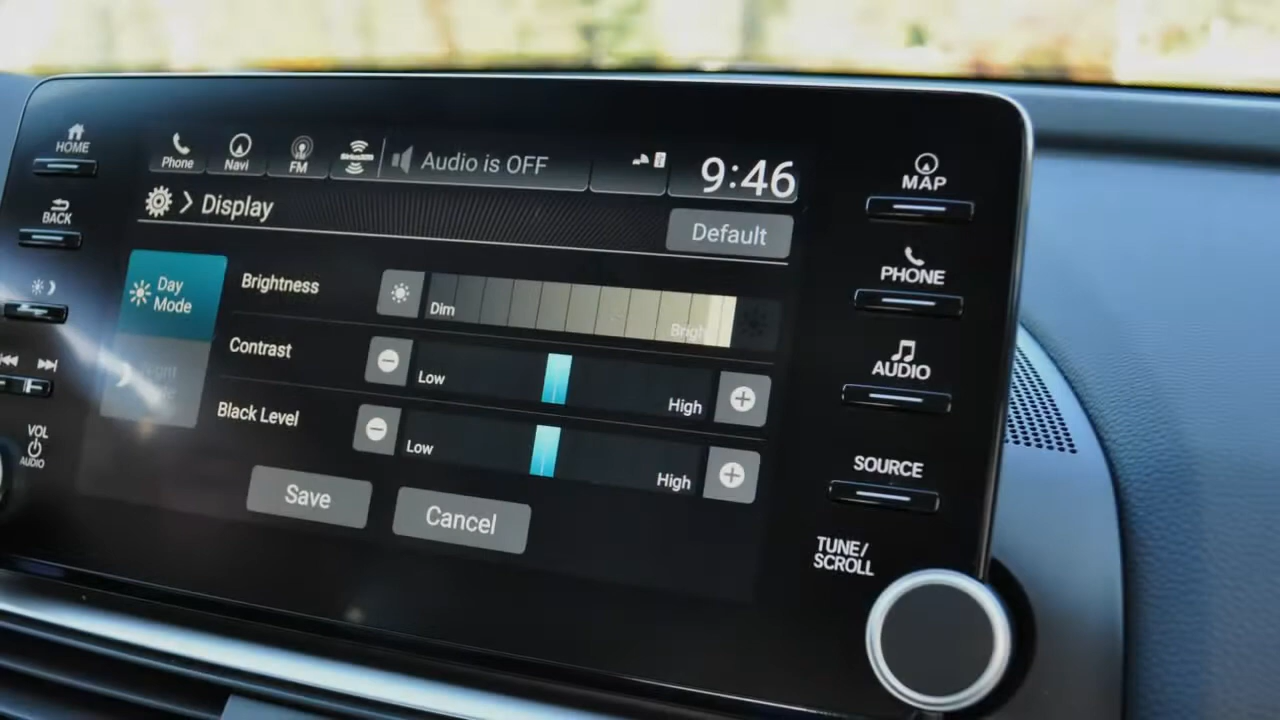 HOME
Phone
Navi
FM
Audio is OFF
9:46
MAP
BACK
Display
Default
PHONE
Day
Mode
Brightness
Dim
Bright
Contrast
Low
High
AUDIO
Black Level
Low
High
VOL
AUDIO
SOURCE
Save
Cancel
TUNE/
SCROLL